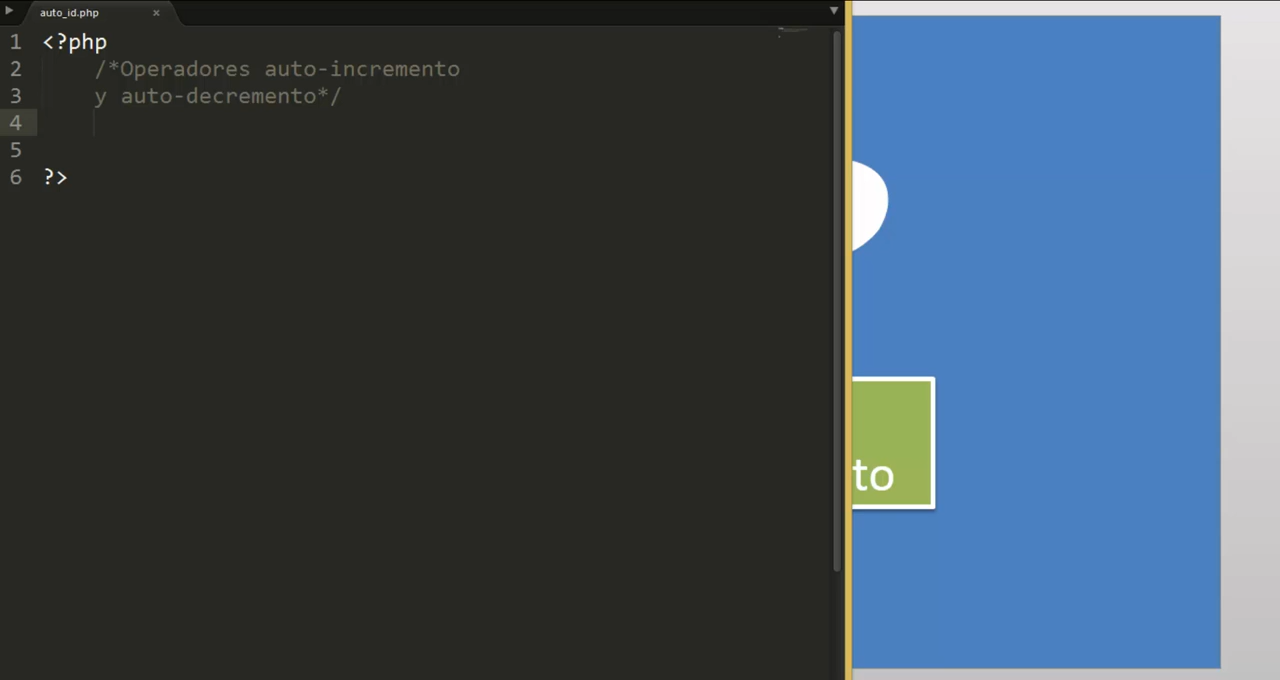 auto_id.php
1 <?php
2 /*Operadores auto-incremento
3 y auto-decremento*/
4
5
6 ?>
to